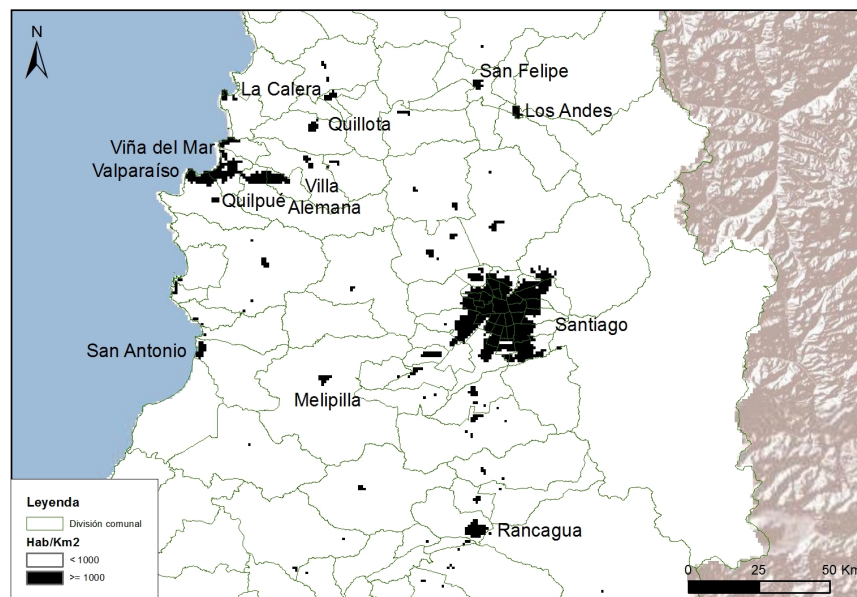 N
San Felipe
La Calera
Los Andes
Quillota
Viña del Mar
Valparaíso
Villa
Alemana
Quilpué
Santiago
San Antonio
Melipilla
Rancagua
Leyenda
División comunal
Hab/Km2
< 1000
>= 1000
0 25 50 Km